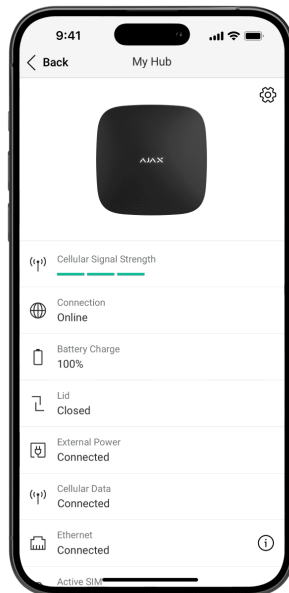 9:41
Back
My Hub
AJAX
Cellular Signal Strength
Connection
Online
Battery Charge
100%
Lid
Closed
External Power
Connected
Cellular Data
Connected
Ethernet
Connected
Active SIM